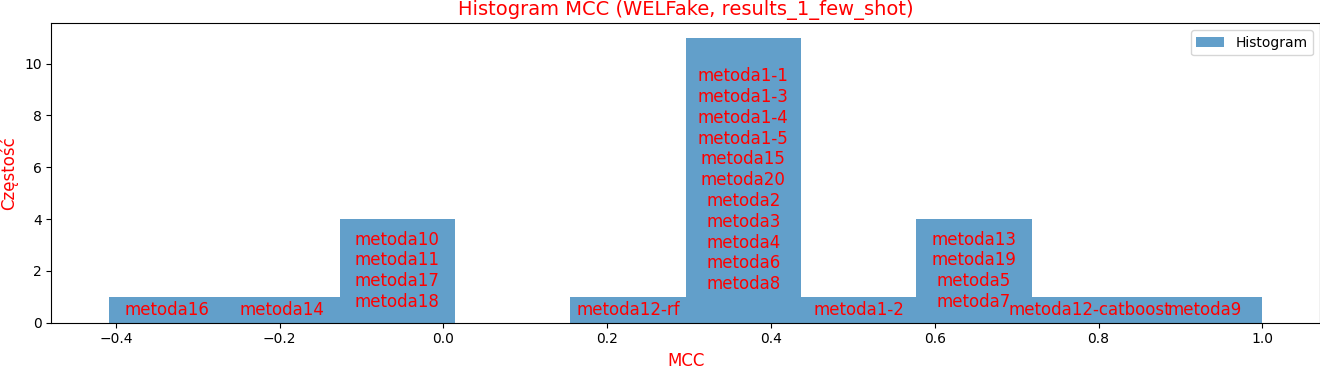 Histogram MCC (WELFake, results_1_few_shot)
Histogram
Częstość
10
8
6
4
2
0
metoda16
metoda14
metoda10
metoda11
metoda17
metoda18
metoda12-rf
metoda1-1
metoda1-3
metoda1-4
metoda1-5
metoda15
metoda20
metoda2
metoda3
metoda4
metoda6
metoda8
metoda1-2
metoda13
metoda19
metoda5
metoda7
metoda12-catboost
metoda9
−0.4
−0.2
0.0
0.2
0.4
0.6
0.8
1.0
MCC